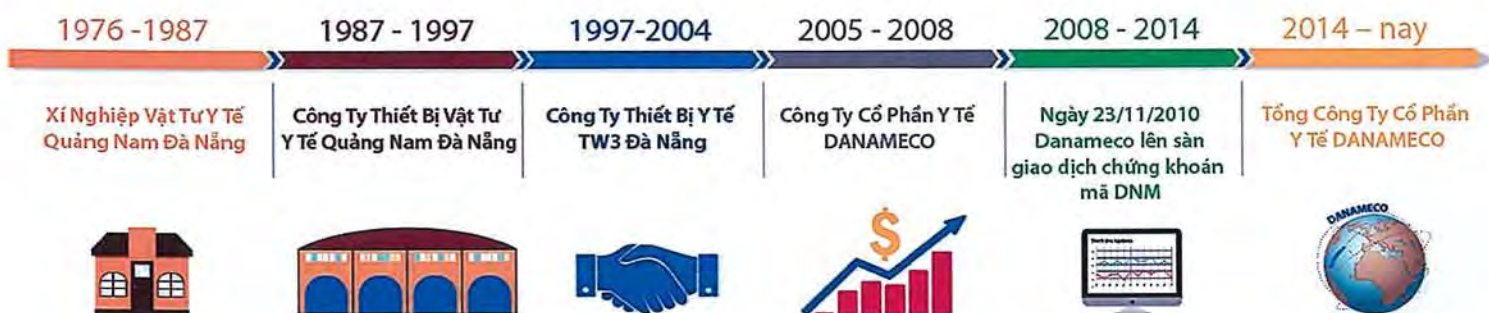 1976 -1987
1987 - 1997
1997-2004
2005 - 2008
2008 - 2014
2014 – nay
Xí Nghiệp Vật Tư Y Tế
Quảng Nam Đà Nẵng
Công Ty Thiết Bị Vật Tư
Y Tế Quảng Nam Đà Nẵng
Công Ty Thiết Bị Y Tế
TW3 Đà Nẵng
Công Ty Cổ Phần Y Tế
DANAMECO
Ngày 23/11/2010
Danameco lên sàn
giao dịch chứng khoán
mã DNM
Tổng Công Ty Cổ Phần
Y Tế DANAMECO
$
DANAMECO